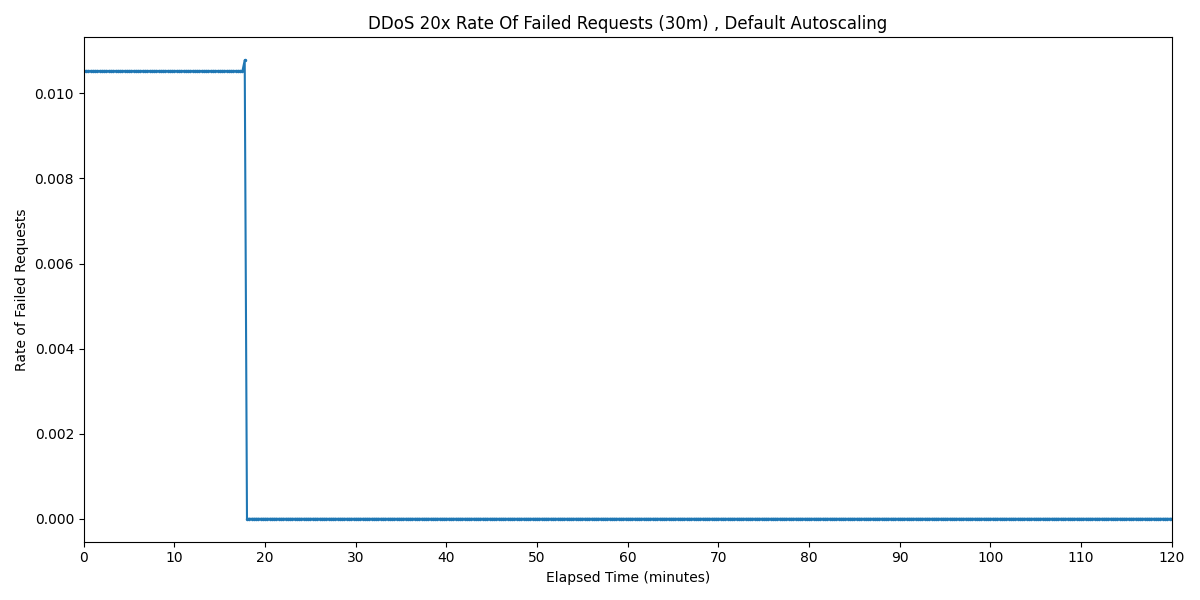 DDoS 20x Rate Of Failed Requests (30m) , Default Autoscaling
Rate of Failed Requests
0.010
0.008
0.006
0.004
0.002
0.000
0 10 20 30 40 50 60 70 80 90 100 110 120
Elapsed Time (minutes)